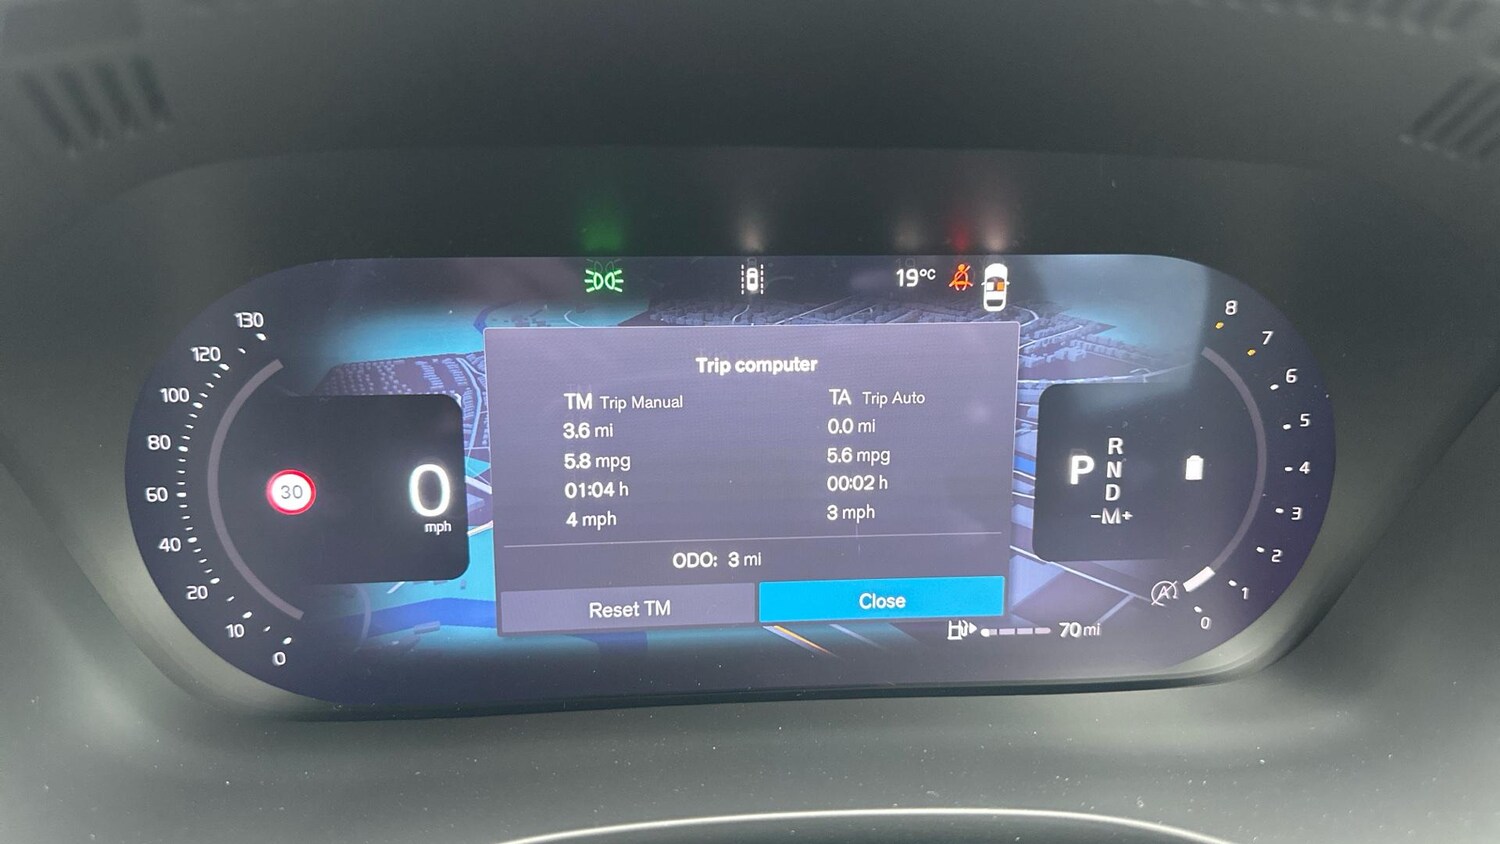 19°C
Trip computer
TM Trip Manual
3.6 mi
5.8 mpg
01:04 h
4 mph
TA Trip Auto
0.0 mi
5.6 mpg
00:02 h
3 mph
ODO: 3 mi
Reset TM
Close
130
120
100
80
60
40
20
10
0
30
0
mph
P
R
N
D
-M+
8
7
6
5
4
3
2
1
0
A
70 mi